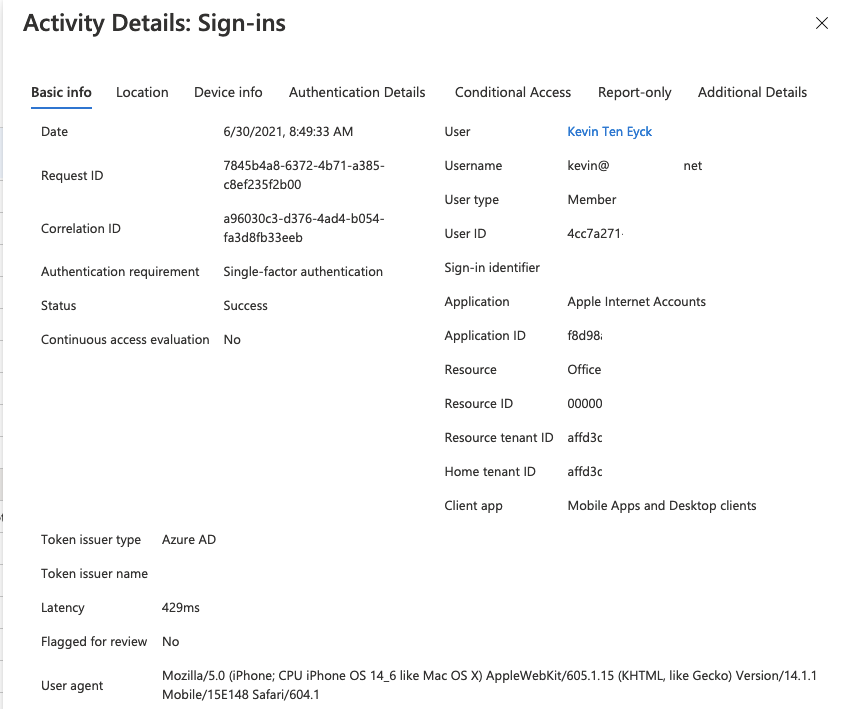 Activity Details: Sign-ins
Basic info Location Device info Authentication Details Conditional Access Report-only Additional Details
Date 6/30/2021, 8:49:33 AM
Request ID 7845b4a8-6372-4b71-a385-
c8ef235f2b00
Correlation ID a96030c3-d376-4ad4-b054-
fa3d8fb33eeb
Authentication requirement Single-factor authentication
Status Success
Continuous access evaluation No
User Kevin Ten Eyck
Username kevin@ net
User type Member
User ID 4cc7a271
Sign-in identifier
Application Apple Internet Accounts
Application ID f8d98
Resource Office
Resource ID 00000
Resource tenant ID affd3c
Home tenant ID affd3c
Client app Mobile Apps and Desktop clients
Token issuer type Azure AD
Token issuer name
Latency 429ms
Flagged for review No
User agent Mozilla/5.0 (iPhone; CPU iPhone OS 14_6 like Mac OS X) AppleWebKit/605.1.15 (KHTML, like Gecko) Version/14.1.1
Mobile/15E148 Safari/604.1